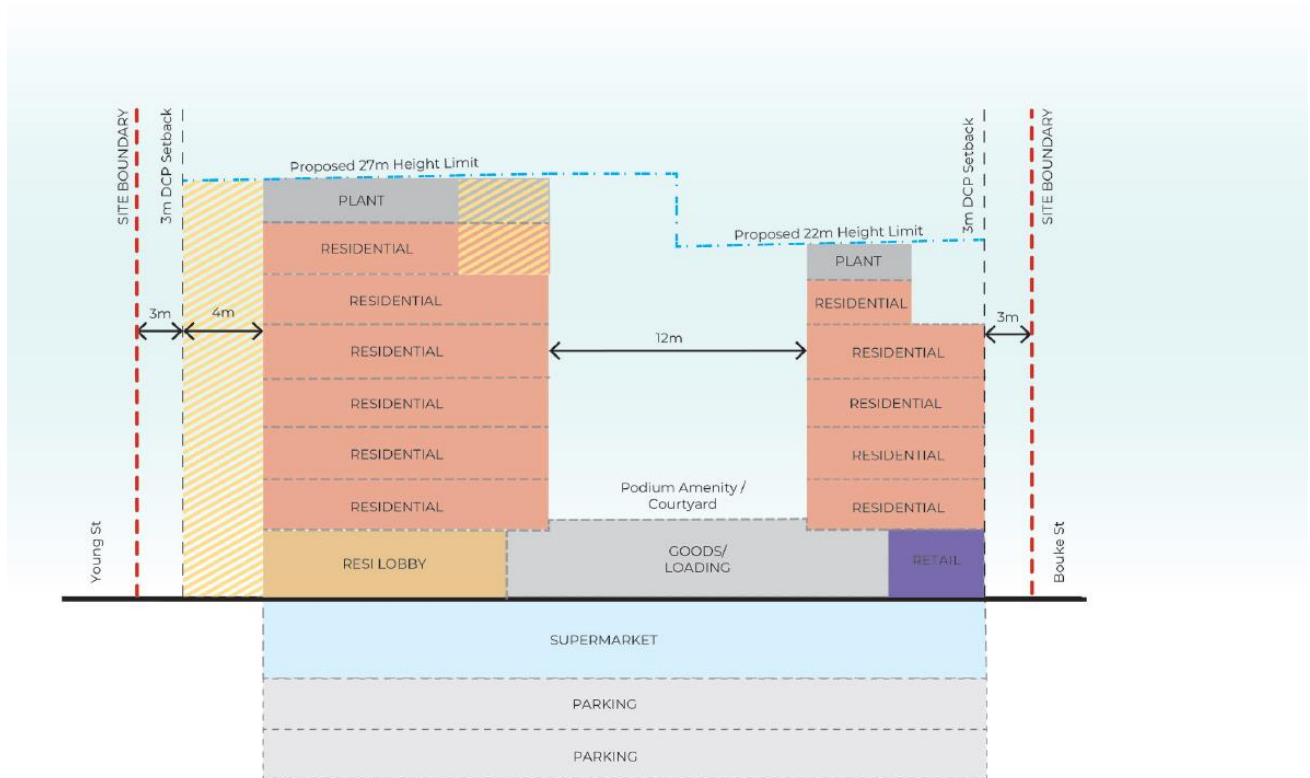 SITE BOUNDARY
3m DCP Setback
Proposed 27m Height Limit
3m DCP Setback
SITE BOUNDARY
PLANT
Proposed 22m Height Limit
RESIDENTIAL
PLANT
RESIDENTIAL
RESIDENTIAL
3m
4m
12m
3m
RESIDENTIAL
RESIDENTIAL
RESIDENTIAL
RESIDENTIAL
RESIDENTIAL
RESIDENTIAL
Podium Amenity /
Courtyard
RESIDENTIAL
RESIDENTIAL
Young St
RESI LOBBY
GOODS/
LOADING
RETAIL
Bouke St
SUPERMARKET
PARKING
PARKING